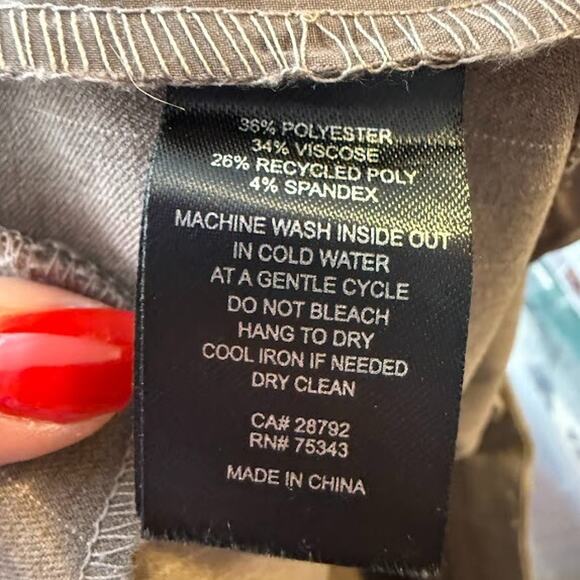 36% POLYESTER
34% VISCOSE
26% RECYCLED POLY
4% SPANDEX
MACHINE WASH INSIDE OUT
IN COLD WATER
AT A GENTLE CYCLE
DO NOT BLEACH
HANG TO DRY
COOL IRON IF NEEDED
DRY CLEAN
CA# 28792
RN# 75343
MADE IN CHINA